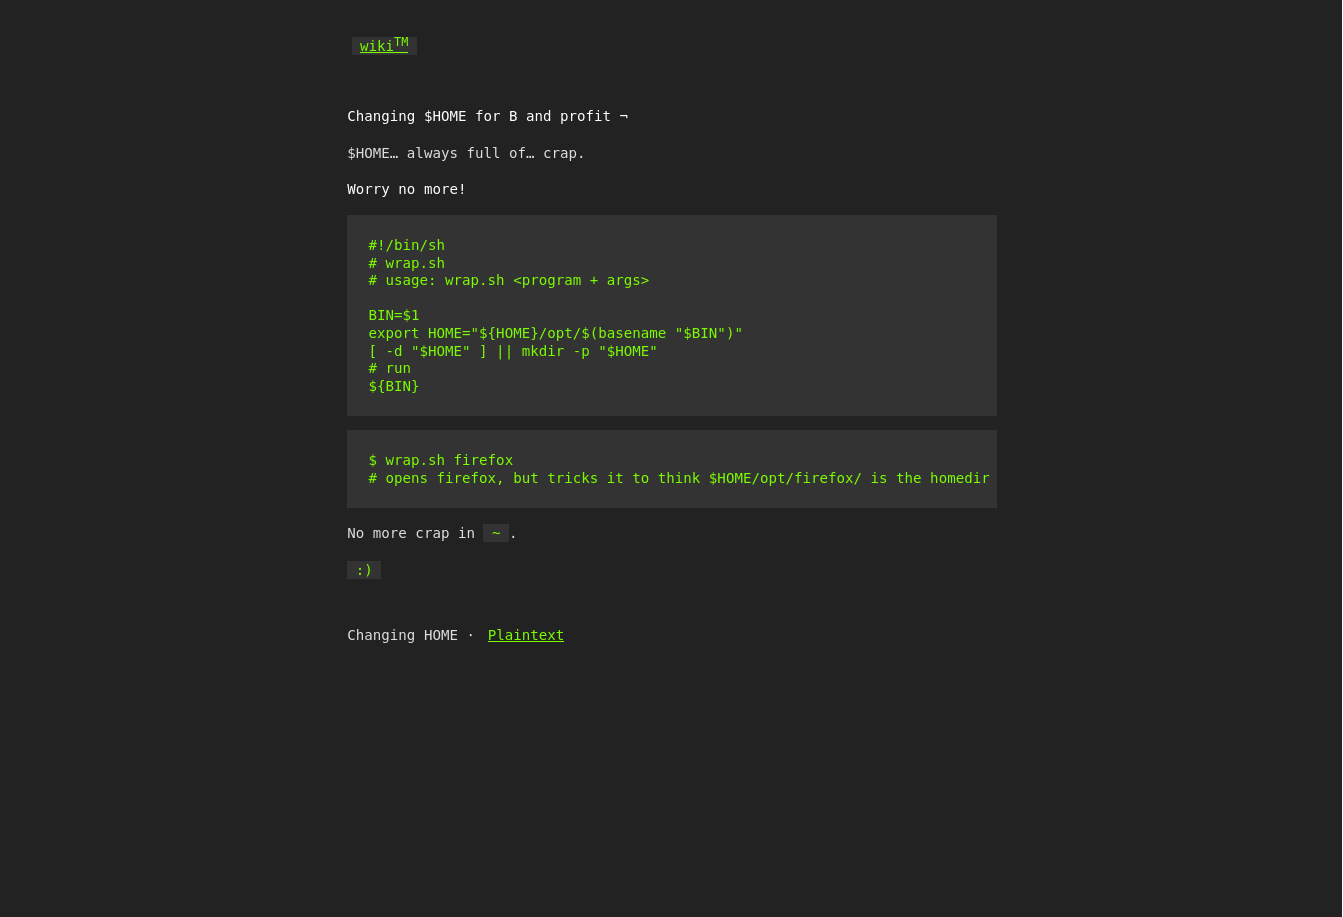 wikiTM
Changing $HOME for B and profit ¬
$HOME… always full of… crap.
Worry no more!
#!/bin/sh
# wrap.sh
# usage: wrap.sh <program + args>
BIN=$1
export HOME="${HOME}/opt/$(basename "$BIN")"
[ -d "$HOME" ] || mkdir -p "$HOME"
# run
${BIN}
$ wrap.sh firefox
# opens firefox, but tricks it to think $HOME/opt/firefox/ is the homedir
No more crap in ~ .
:)
Changing HOME · Plaintext